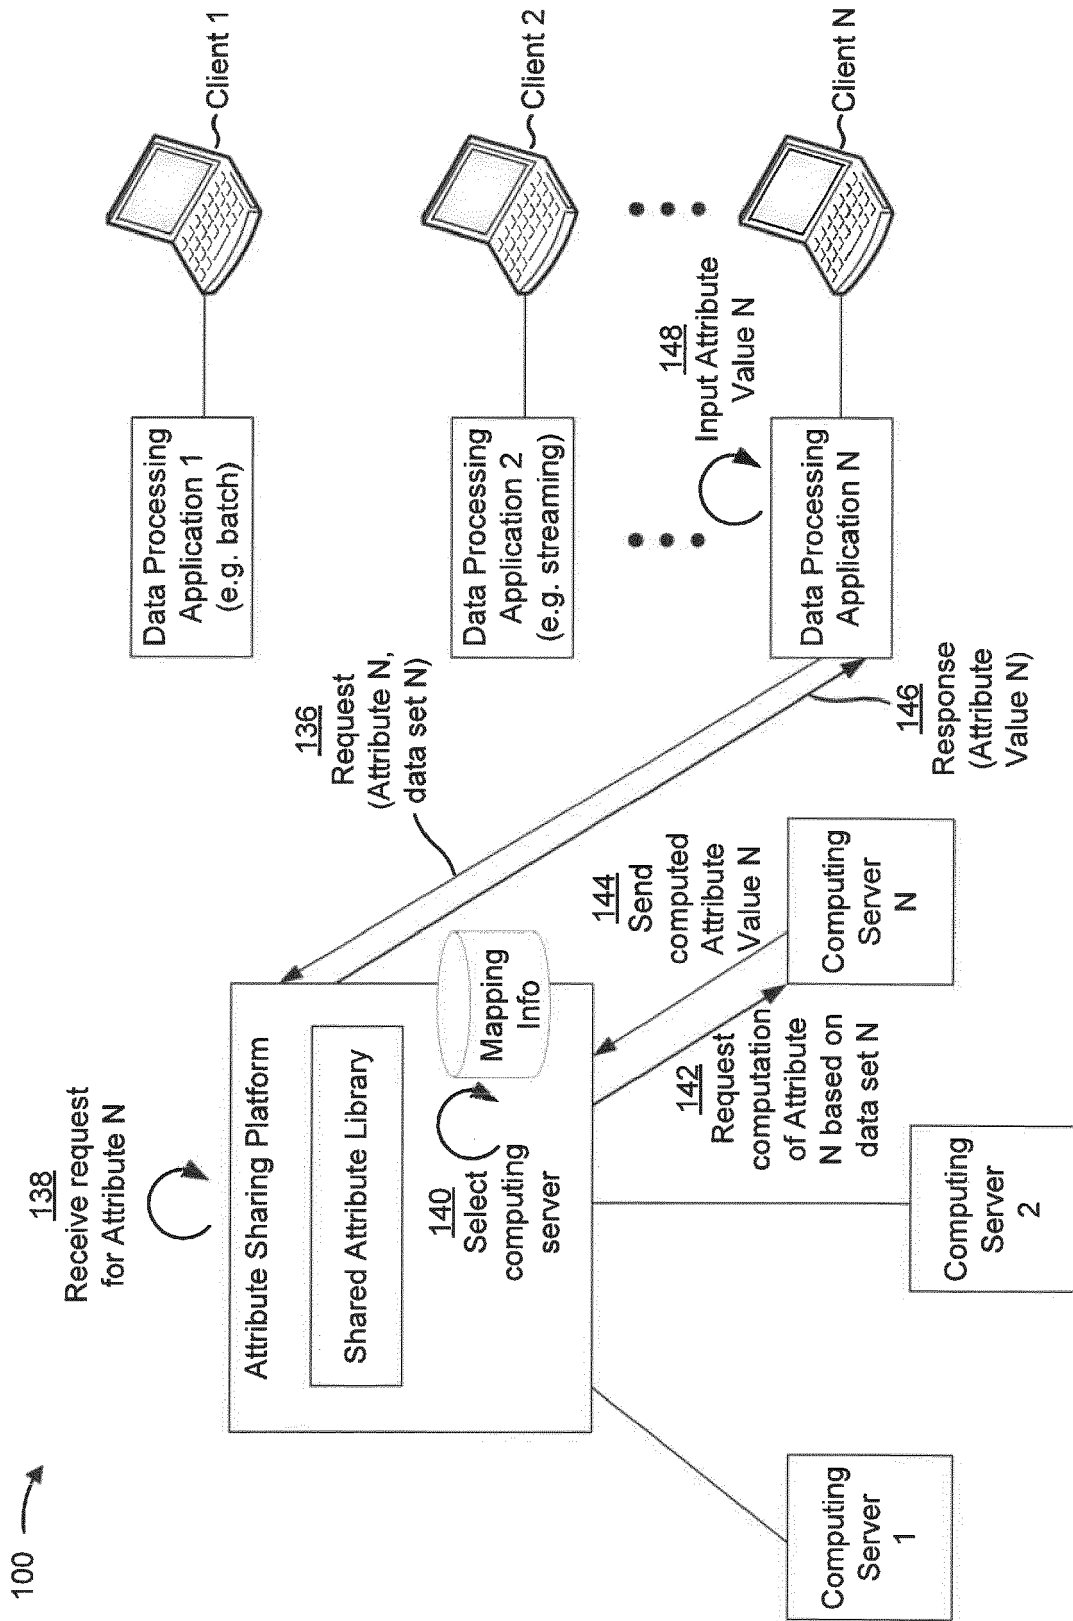 100
138
Receive request
for Attribute N
Attribute Sharing Platform
Shared Attribute Library
140
Select
computing
server
Mapping
Info
136
Request
(Attribute N,
data set N)
Data Processing
Application 1
(e.g. batch)
Client 1
Data Processing
Application 2
(e.g. streaming)
Client 2
148
Input Attribute
Value N
Data Processing
Application N
Client N
146
Response
(Attribute
Value N)
144
Send
computed
Attribute
Value N
142
Request
computation
of Attribute
N based on
data set N
Computing
Server
1
Computing
Server
2
Computing
Server
N